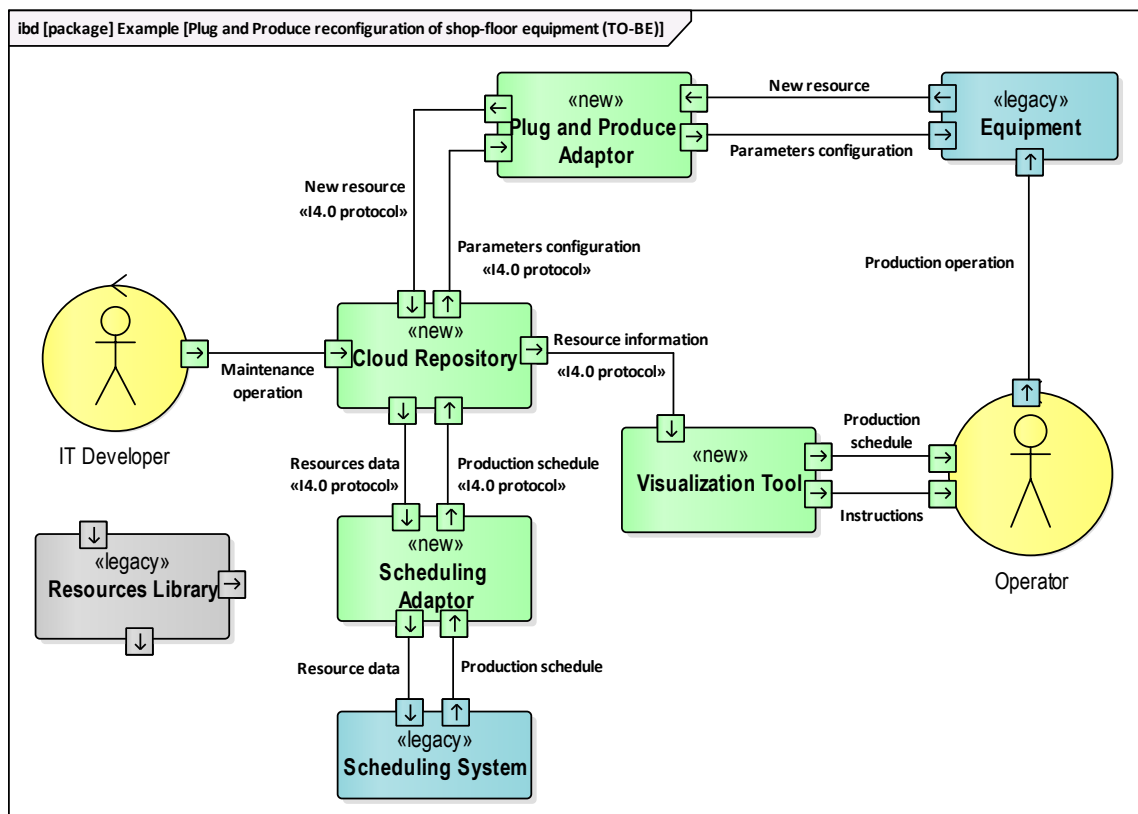 ibd [package] Example [Plug and Produce reconfiguration of shop-floor equipment (TO-BE)]
«new»
Plug and Produce
Adaptor
New resource
«legacy»
Equipment
Parameters configuration
New resource
«I4.0 protocol»
Parameters configuration
«I4.0 protocol»
Production operation
IT Developer
Maintenance
operation
«new»
Cloud Repository
Resource information
«I4.0 protocol»
Resources data
«I4.0 protocol»
Production schedule
«I4.0 protocol»
«new»
Visualization Tool
Production
schedule
Instructions
Operator
«legacy»
Resources Library
«new»
Scheduling
Adaptor
Resource data
Production schedule
«legacy»
Scheduling System